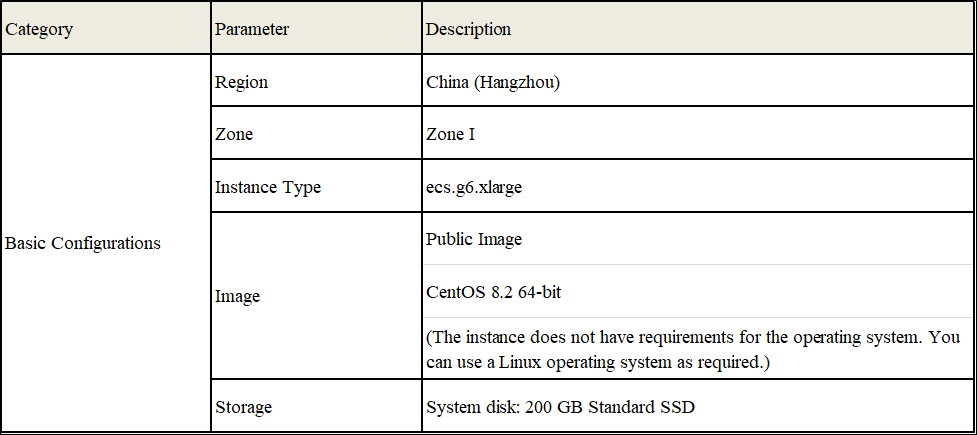 Category Parameter Description
Region China (Hangzhou)
Zone Zone I
Instance Type ecs.g6.xlarge
Basic Configurations
Image
Public Image
CentOS 8.2 64-bit
(The instance does not have requirements for the operating system. You
can use a Linux operating system as required.)
Storage System disk: 200 GB Standard SSD